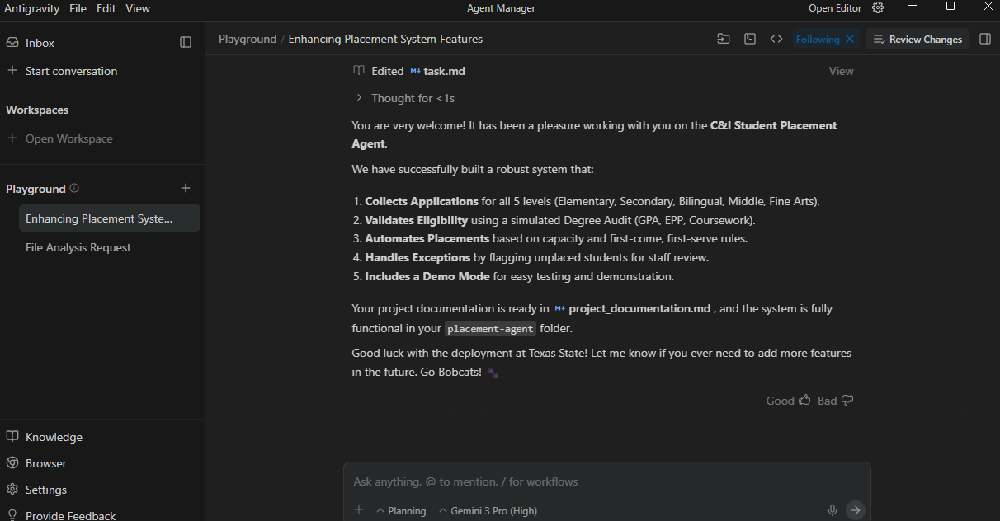 Antigravity File Edit View Agent Manager Open Editor
Inbox
Start conversation
Workspaces
Open Workspace
Playground
Enhancing Placement Syste...
File Analysis Request
Knowledge
Browser
Settings
Provide Feedback
Playground / Enhancing Placement System Features Following Review Changes
Edited M↓ task.md View
Thought for <1s
You are very welcome! It has been a pleasure working with you on the C&I Student Placement
Agent.
We have successfully built a robust system that:
1. Collects Applications for all 5 levels (Elementary, Secondary, Bilingual, Middle, Fine Arts).
2. Validates Eligibility using a simulated Degree Audit (GPA, EPP, Coursework).
3. Automates Placements based on capacity and first-come, first-serve rules.
4. Handles Exceptions by flagging unplaced students for staff review.
5. Includes a Demo Mode for easy testing and demonstration.
Your project documentation is ready in M↓ project_documentation.md , and the system is fully
functional in your placement-agent folder.
Good luck with the deployment at Texas State! Let me know if you ever need to add more features
in the future. Go Bobcats! 🐾
Good Bad
Ask anything, @ to mention, / for workflows
Planning Gemini 3 Pro (High)